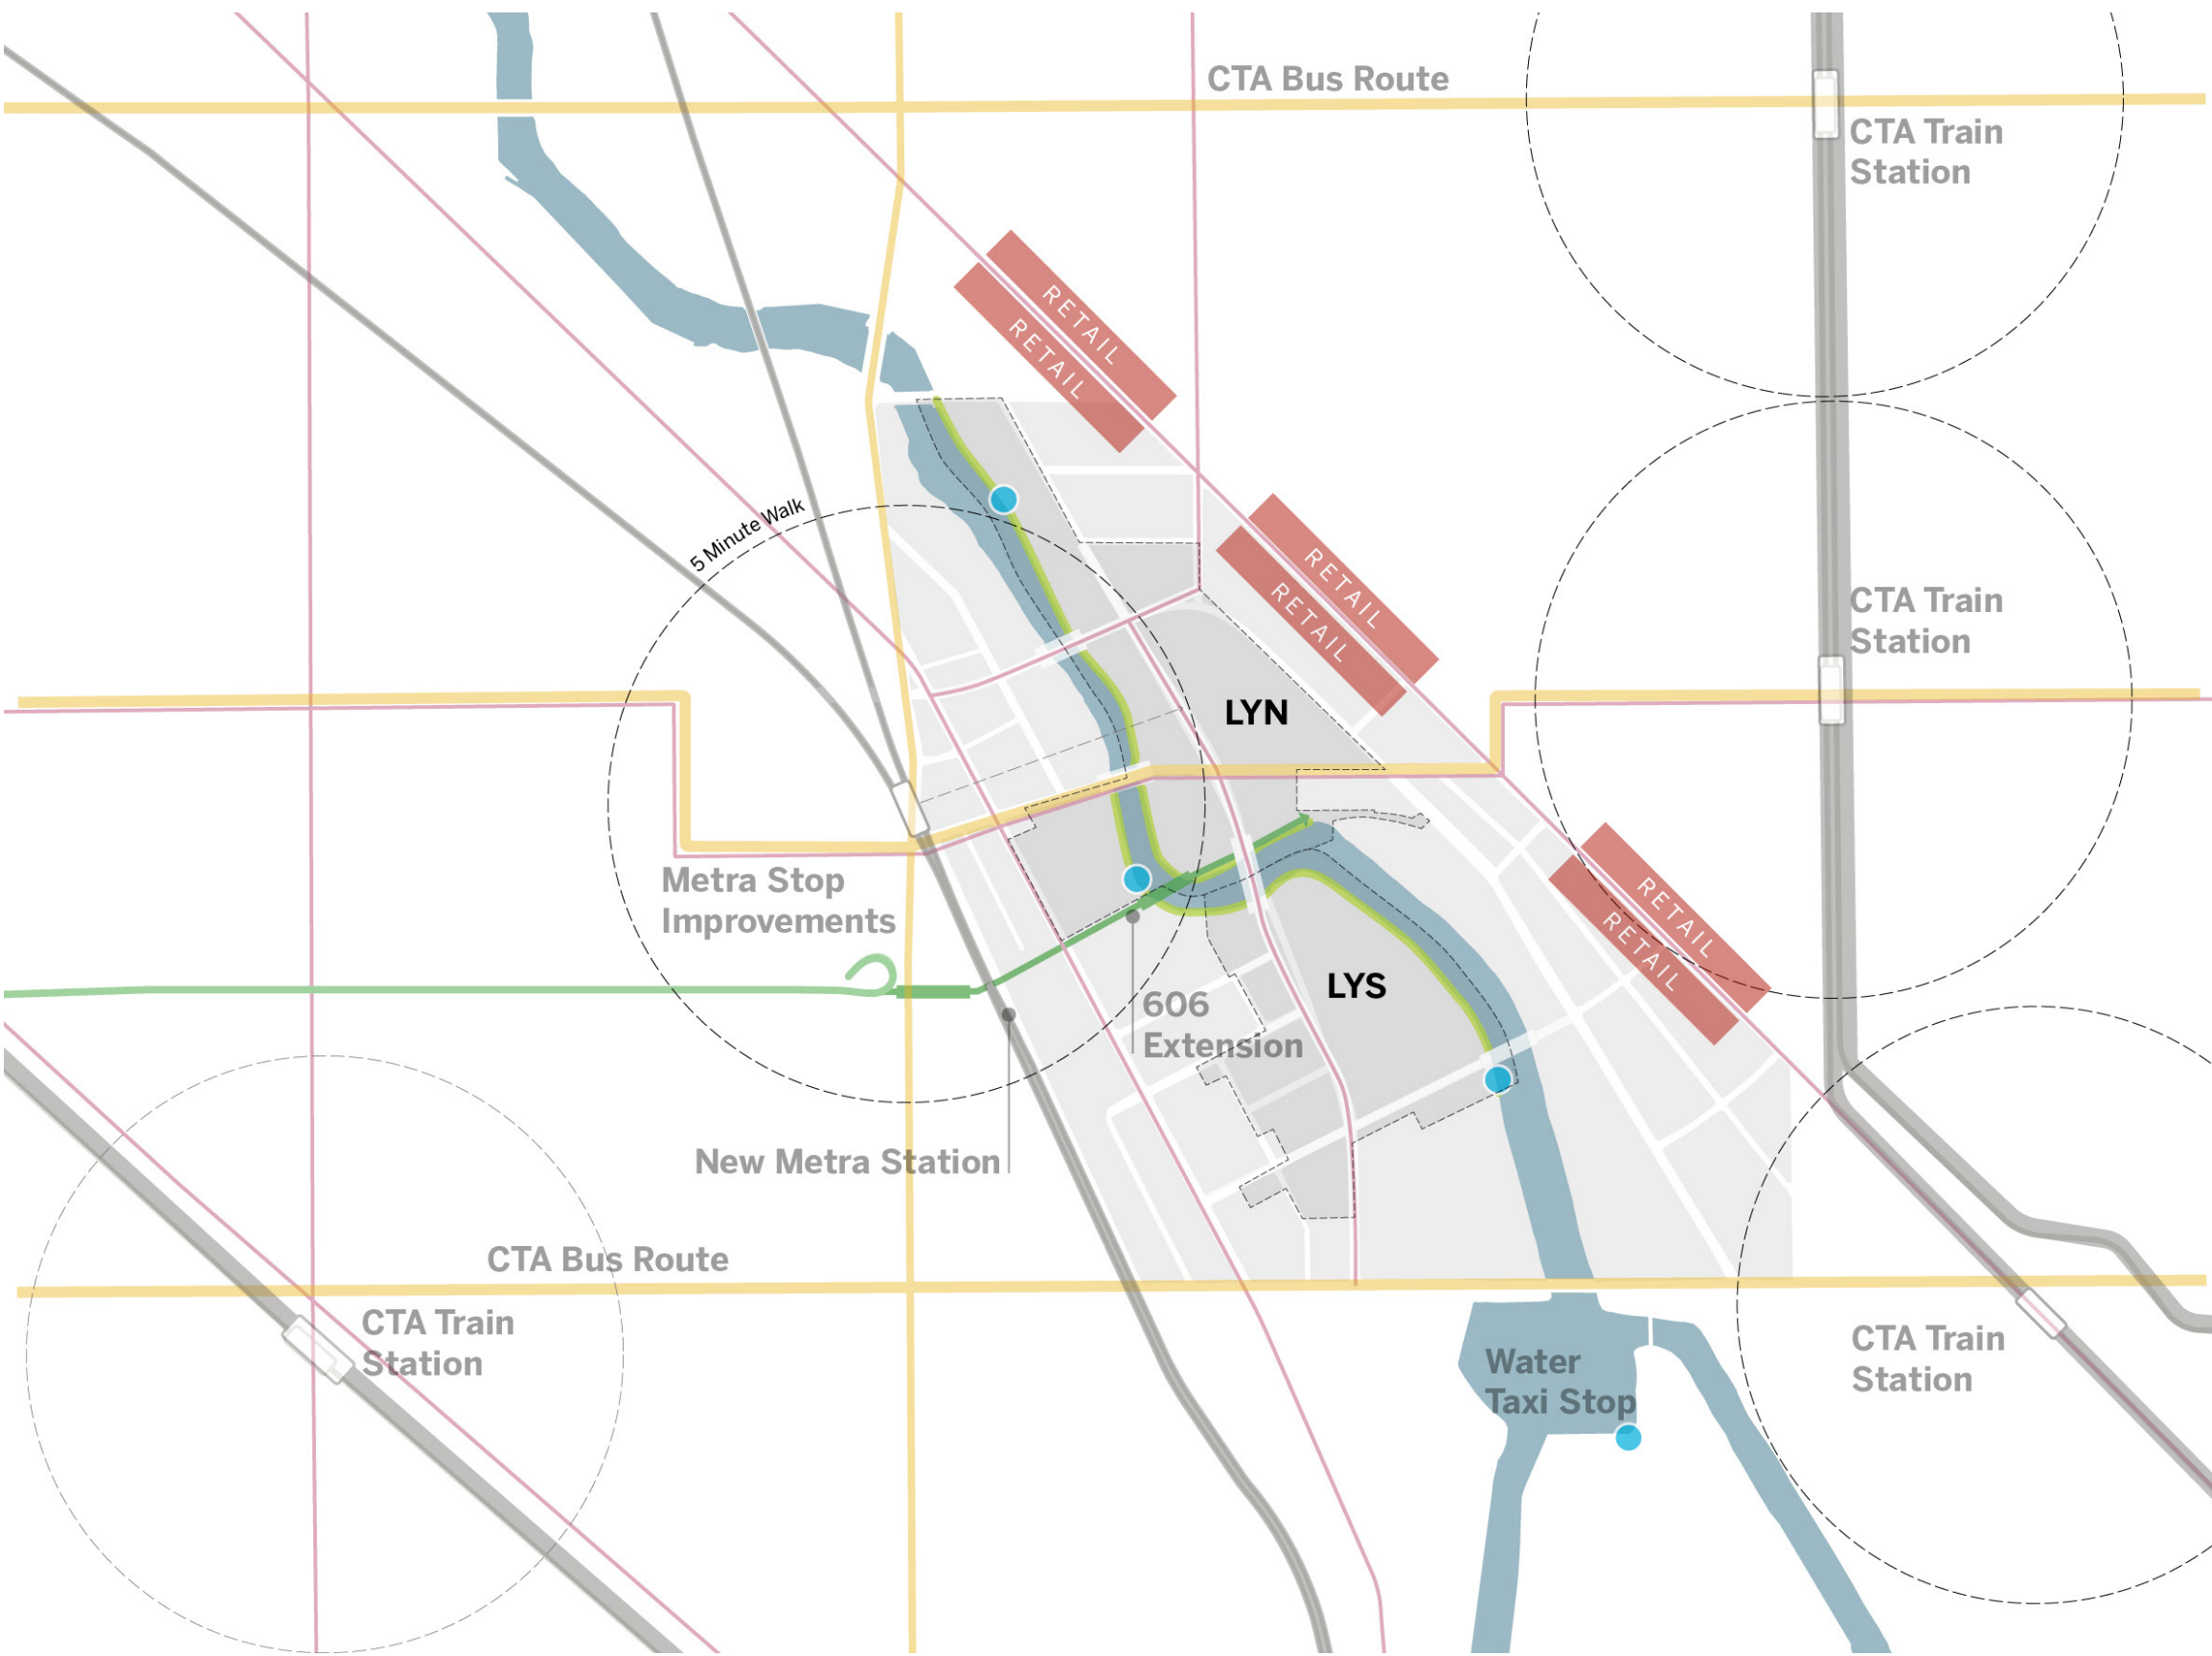 CTA Bus Route
CTA Train
Station
RETAIL
RETAIL
5 Minute Walk
RETAIL
RETAIL
CTA Train
Station
LYN
Metra Stop
Improvements
RETAIL
RETAIL
LYS
606
Extension
New Metra Station
CTA Bus Route
CTA Train
Station
CTA Train
Station
Water
Taxi Stop